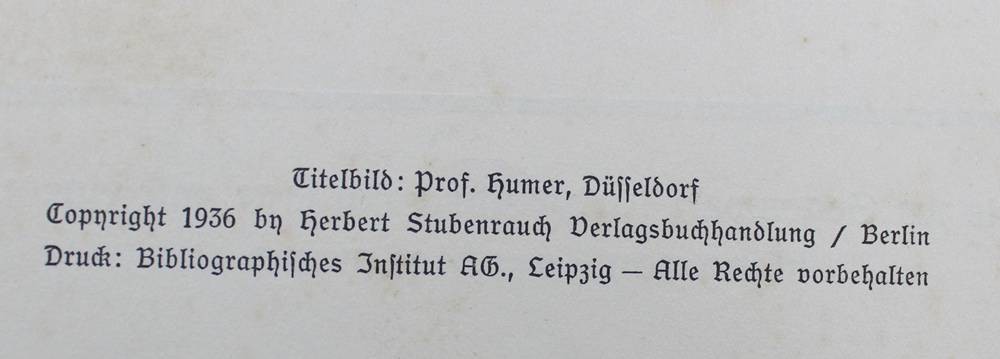 Titelbild: Prof. Humer, Düſſeldorf
Copyright 1936 by Herbert Stubenrauch Verlagsbuchhandlung / Berlin
Druck: Bibliographiſches Inſtitut AG., Leipzig — Alle Rechte vorbehalten